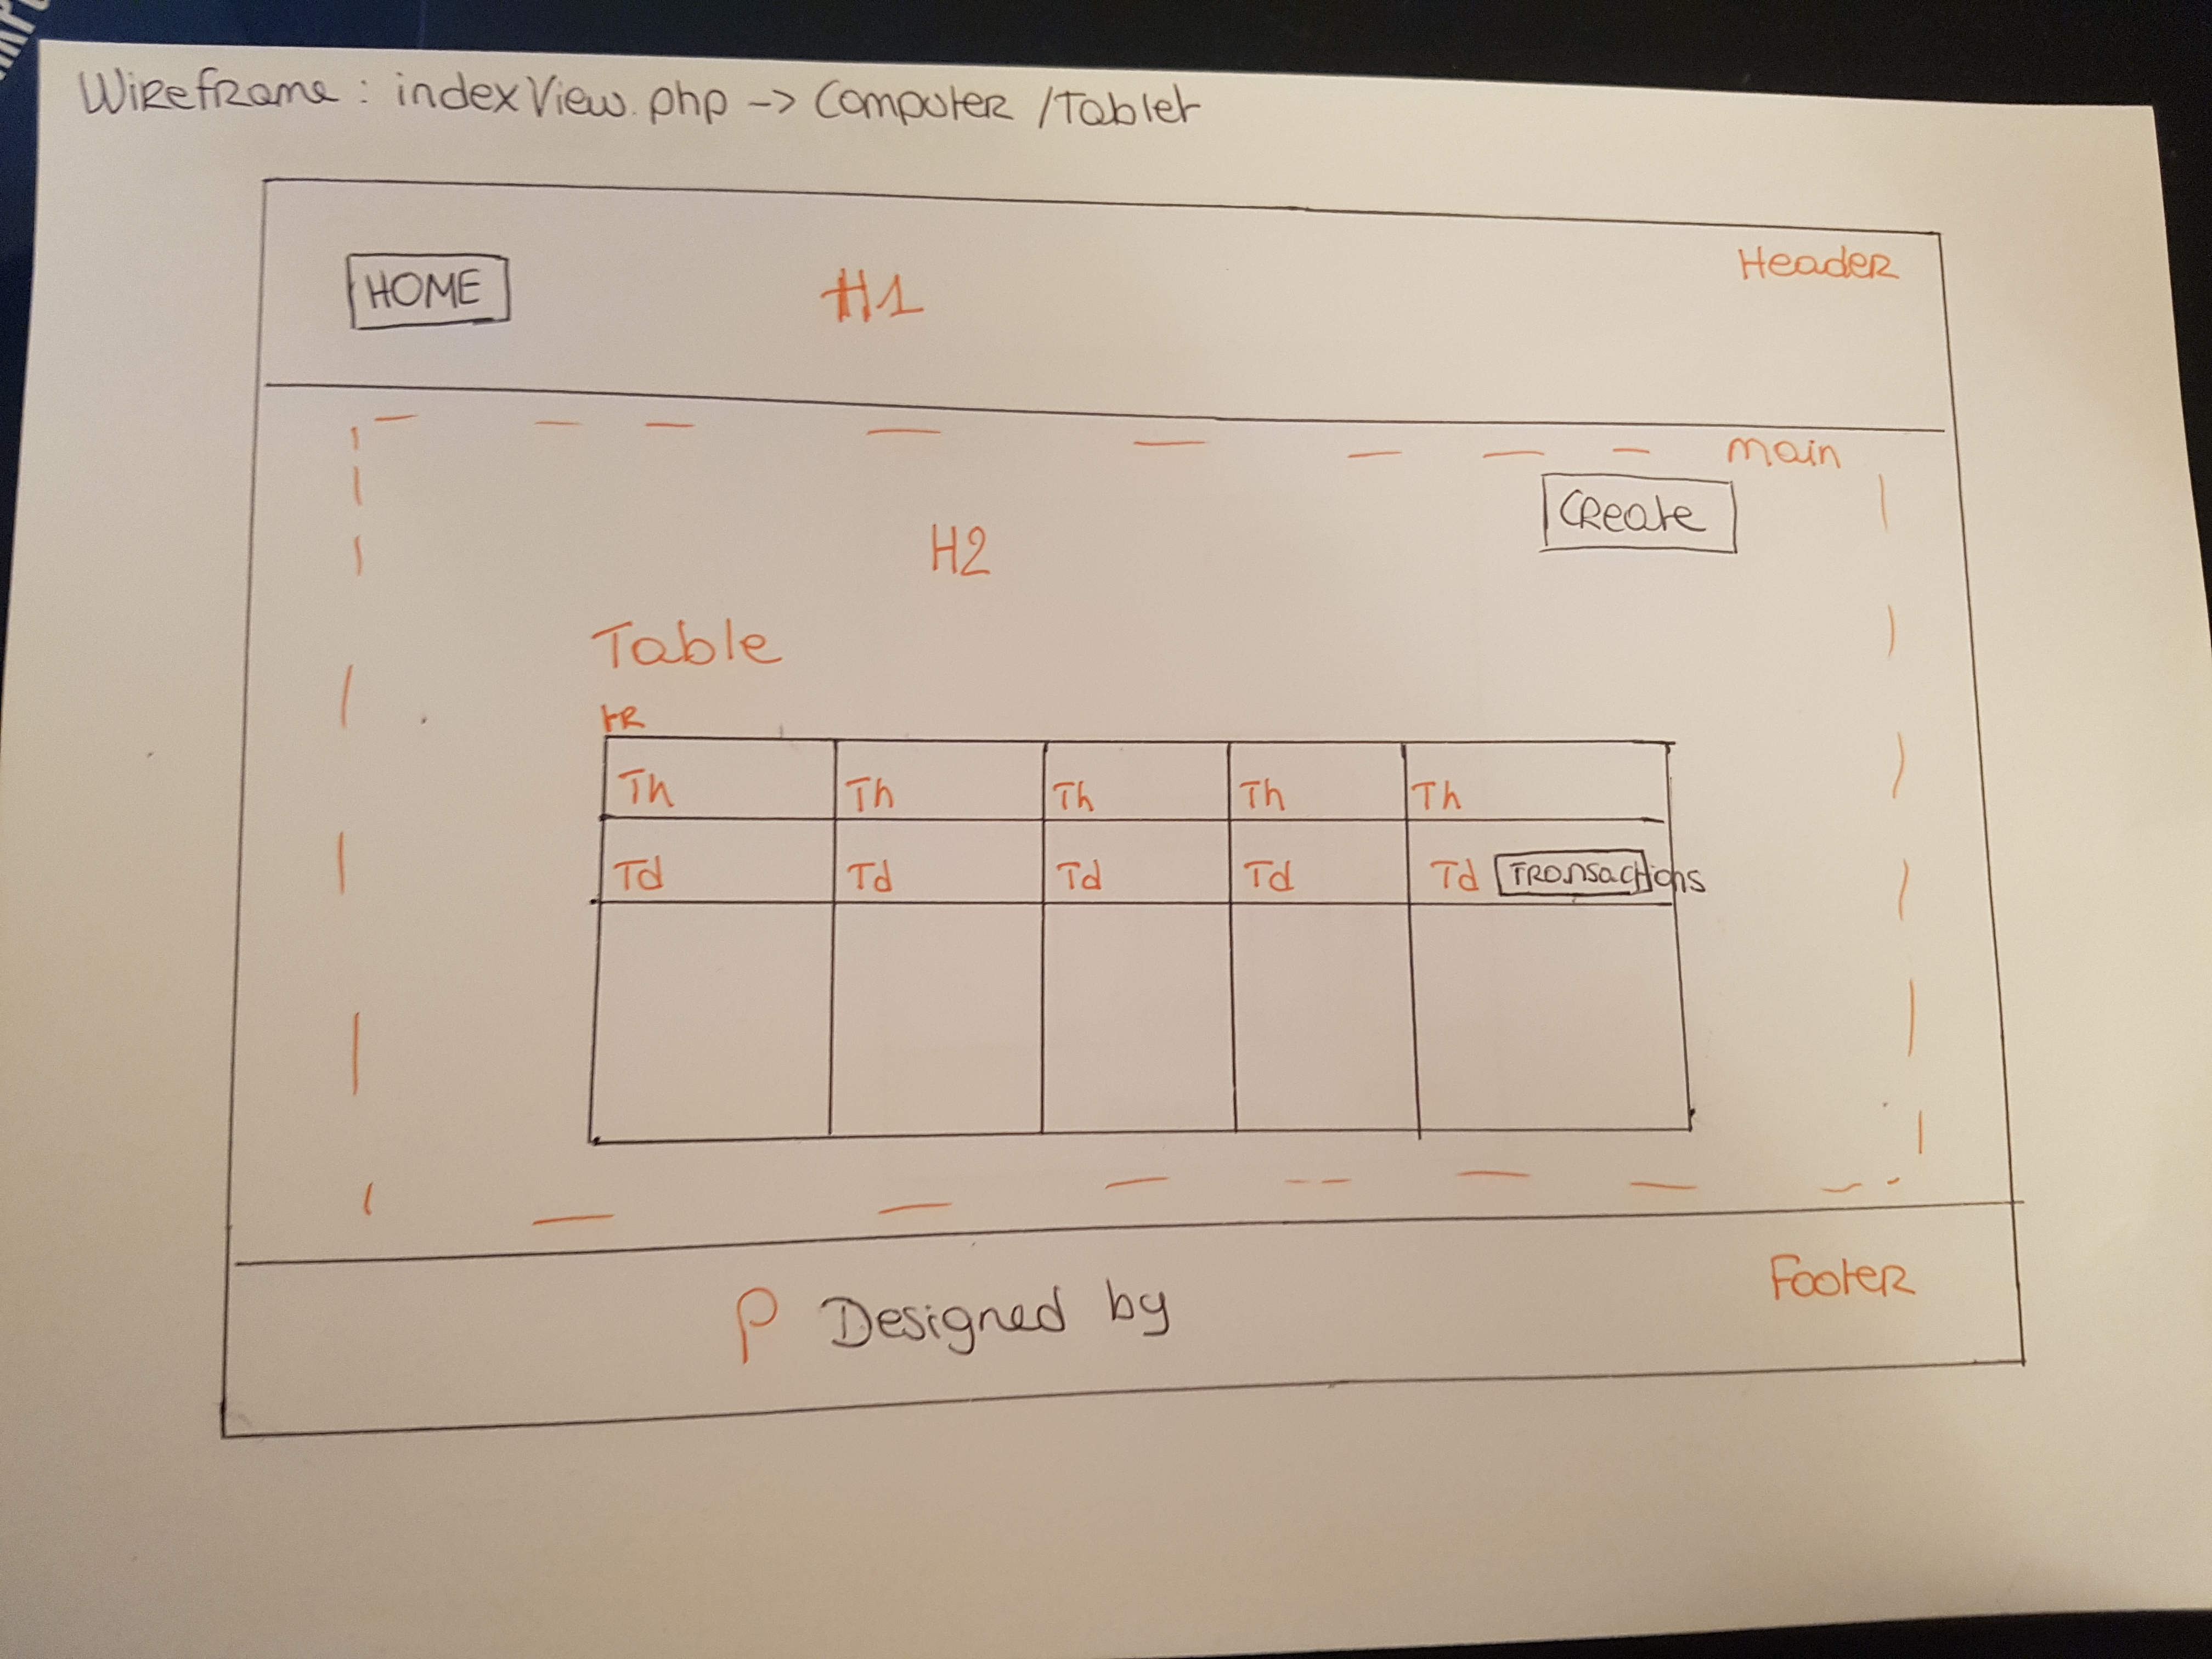 Wireframe : indexView.php -> Computer /Tablet
HOME H1 Header
main
Create
H2
Table
tR
Th Th Th Th Th
Td Td Td Td Td Transactions
P Designed by Footer